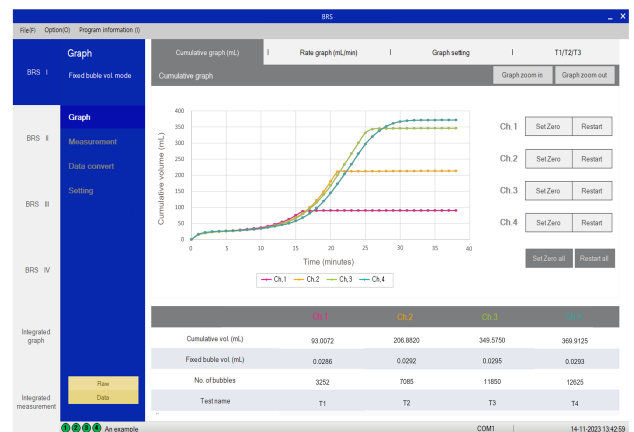 BRS
File(F) Option(O) Program information (I)
BRS I
BRS II
BRS III
BRS IV
Integrated
graph
Integrated
measurement
Graph
Fixed buble vol. mode
Graph
Measurement
Data convert
Setting
Raw
Data
Cumulative graph (mL) | Rate graph (mL/min) | Graph setting | T1/T2/T3
Cumulative graph
Graph zoom in Graph zoom out
Cumulative volume (mL)
400
350
300
250
200
150
100
50
0
0 5 10 15 20 25 30 35 40
Time (minutes)
Ch,1 Ch,2 Ch,3 Ch,4
Ch.1 Set Zero Restart
Ch.2 Set Zero Restart
Ch.3 Set Zero Restart
Ch.4 Set Zero Restart
Set Zero all Restart all
Ch.1 Ch.2 Ch.3 Ch.4
Cumulative vol. (mL) 93.0072 206.8820 349.5750 369.9125
Fixed buble vol. (mL) 0.0286 0.0292 0.0295 0.0293
No. of bubbles 3252 7085 11850 12625
Test name T1 T2 T3 T4
1 2 3 4 An example
COM1 | 14-11-2023 13:42:59